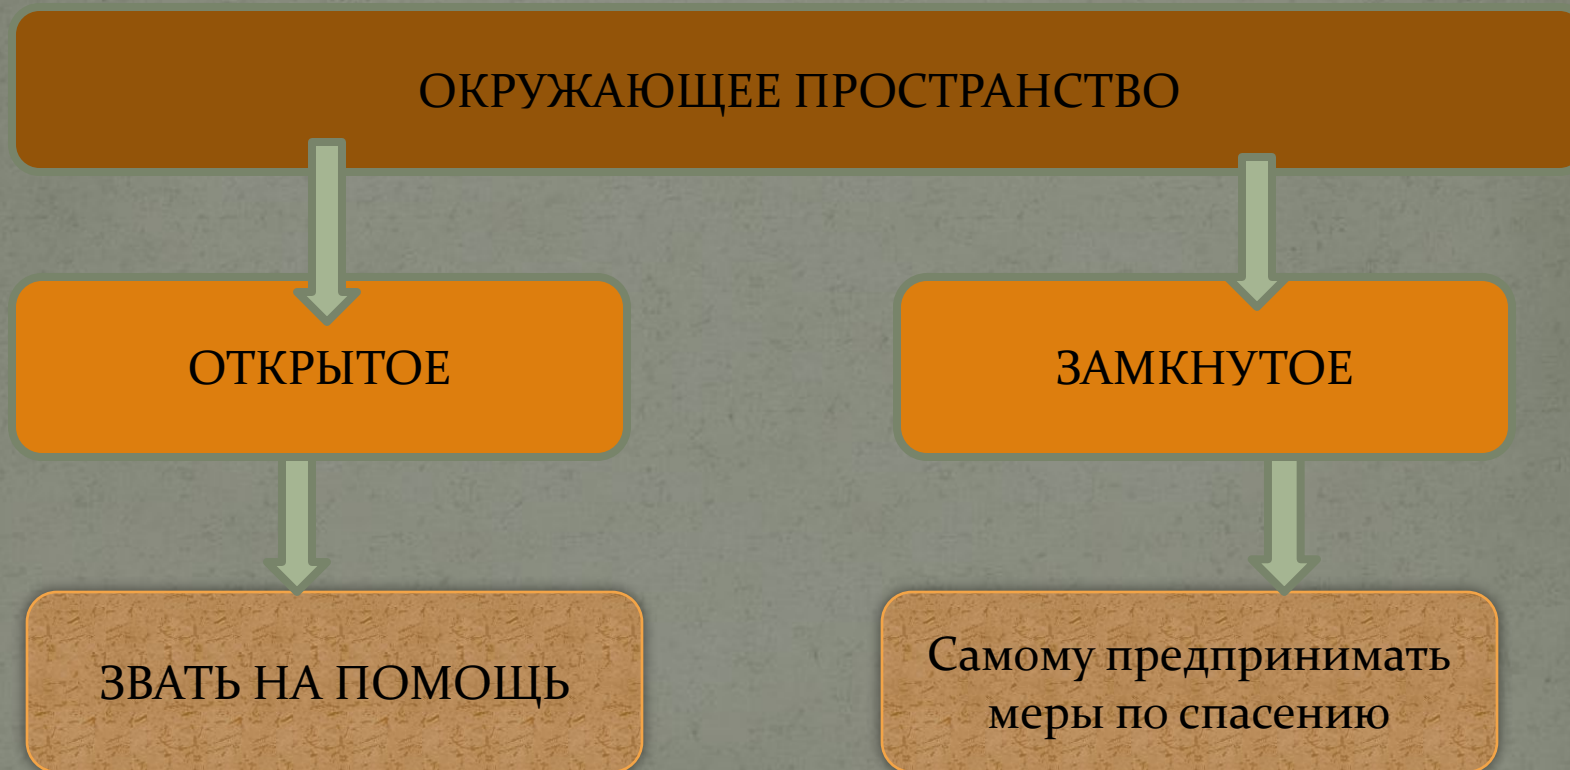 ОКРУЖАЮЩЕЕ ПРОСТРАНСТВО
ОТКРЫТОЕ
ЗАМКНУТОЕ
ЗВАТЬ НА ПОМОЩЬ
Самому предпринимать
меры по спасению